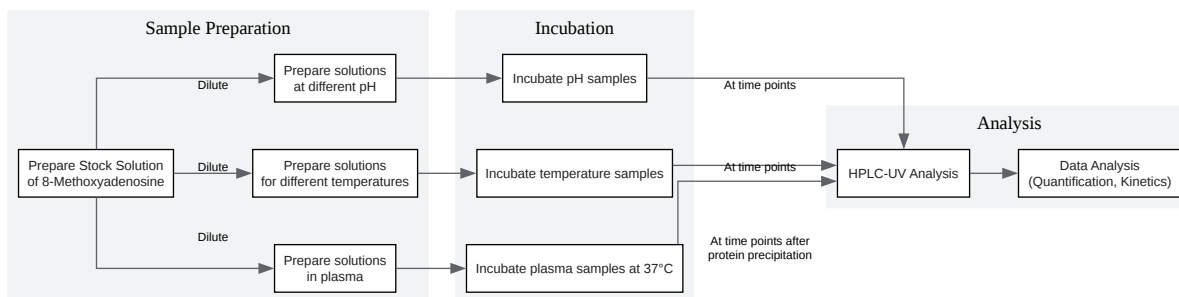 Sample Preparation
Incubation
Prepare solutions
at different pH
Incubate pH samples
Dilute
At time points
Analysis
Prepare Stock Solution
of 8-Methoxyadenosine
Dilute
Prepare solutions
for different temperatures
Incubate temperature samples
At time points
HPLC-UV Analysis
Data Analysis
(Quantification, Kinetics)
Dilute
Prepare solutions
in plasma
Incubate plasma samples at 37°C
At time points after
protein precipitation